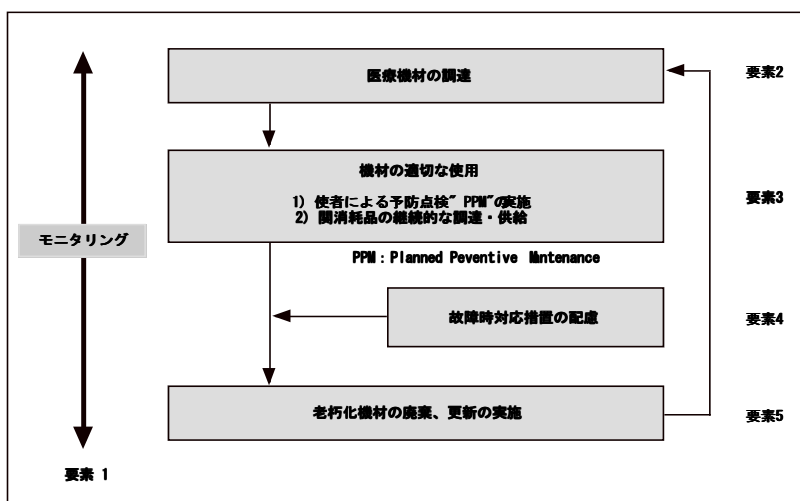 医療機材の調達
要素2
機材の適切な使用
1) 使者による予防点検"PPM"の実施
2) 関消耗品の継続的な調達・供給
要素3
モニタリング
PPM：Planned Peventive Mantenance
故障時対応措置の配慮
要素4
老朽化機材の廃棄、更新の実施
要素5
要素 1